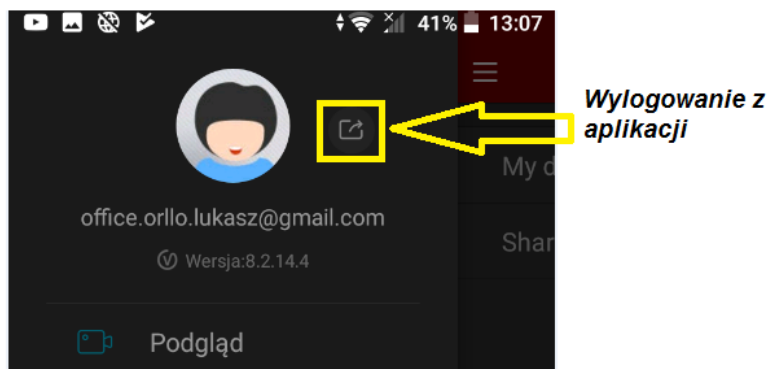 41% 13:07
Wylogowanie z
aplikacji
My d
office.orllo.lukasz@gmail.com
Shar
Wersja:8.2.14.4
Podgląd